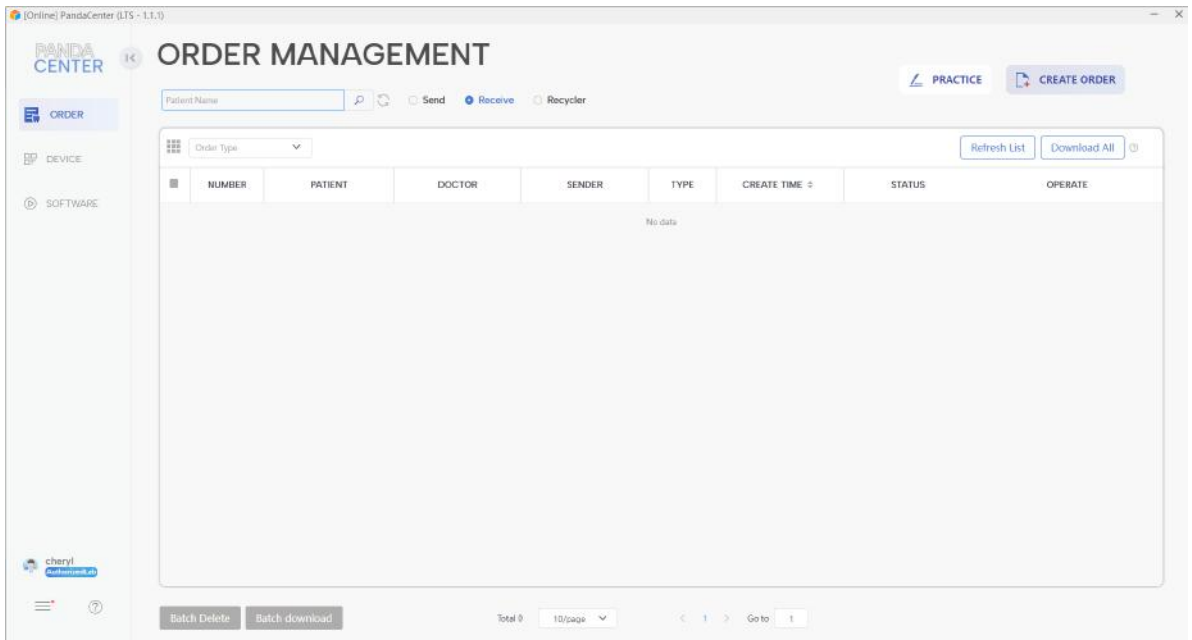 [Online] PandaCenter (LTS - 1.1.1)
PANDA
CENTER
ORDER MANAGEMENT
PRACTICE
CREATE ORDER
Patient Name
Send
Receive
Recycler
ORDER
DEVICE
SOFTWARE
Order Type
Refresh List
Download All
NUMBER PATIENT DOCTOR SENDER TYPE CREATE TIME STATUS OPERATE
No data
cheryl
AuthorizedLab
Batch Delete
Batch download
Total 0
10/page
1
Go to 1